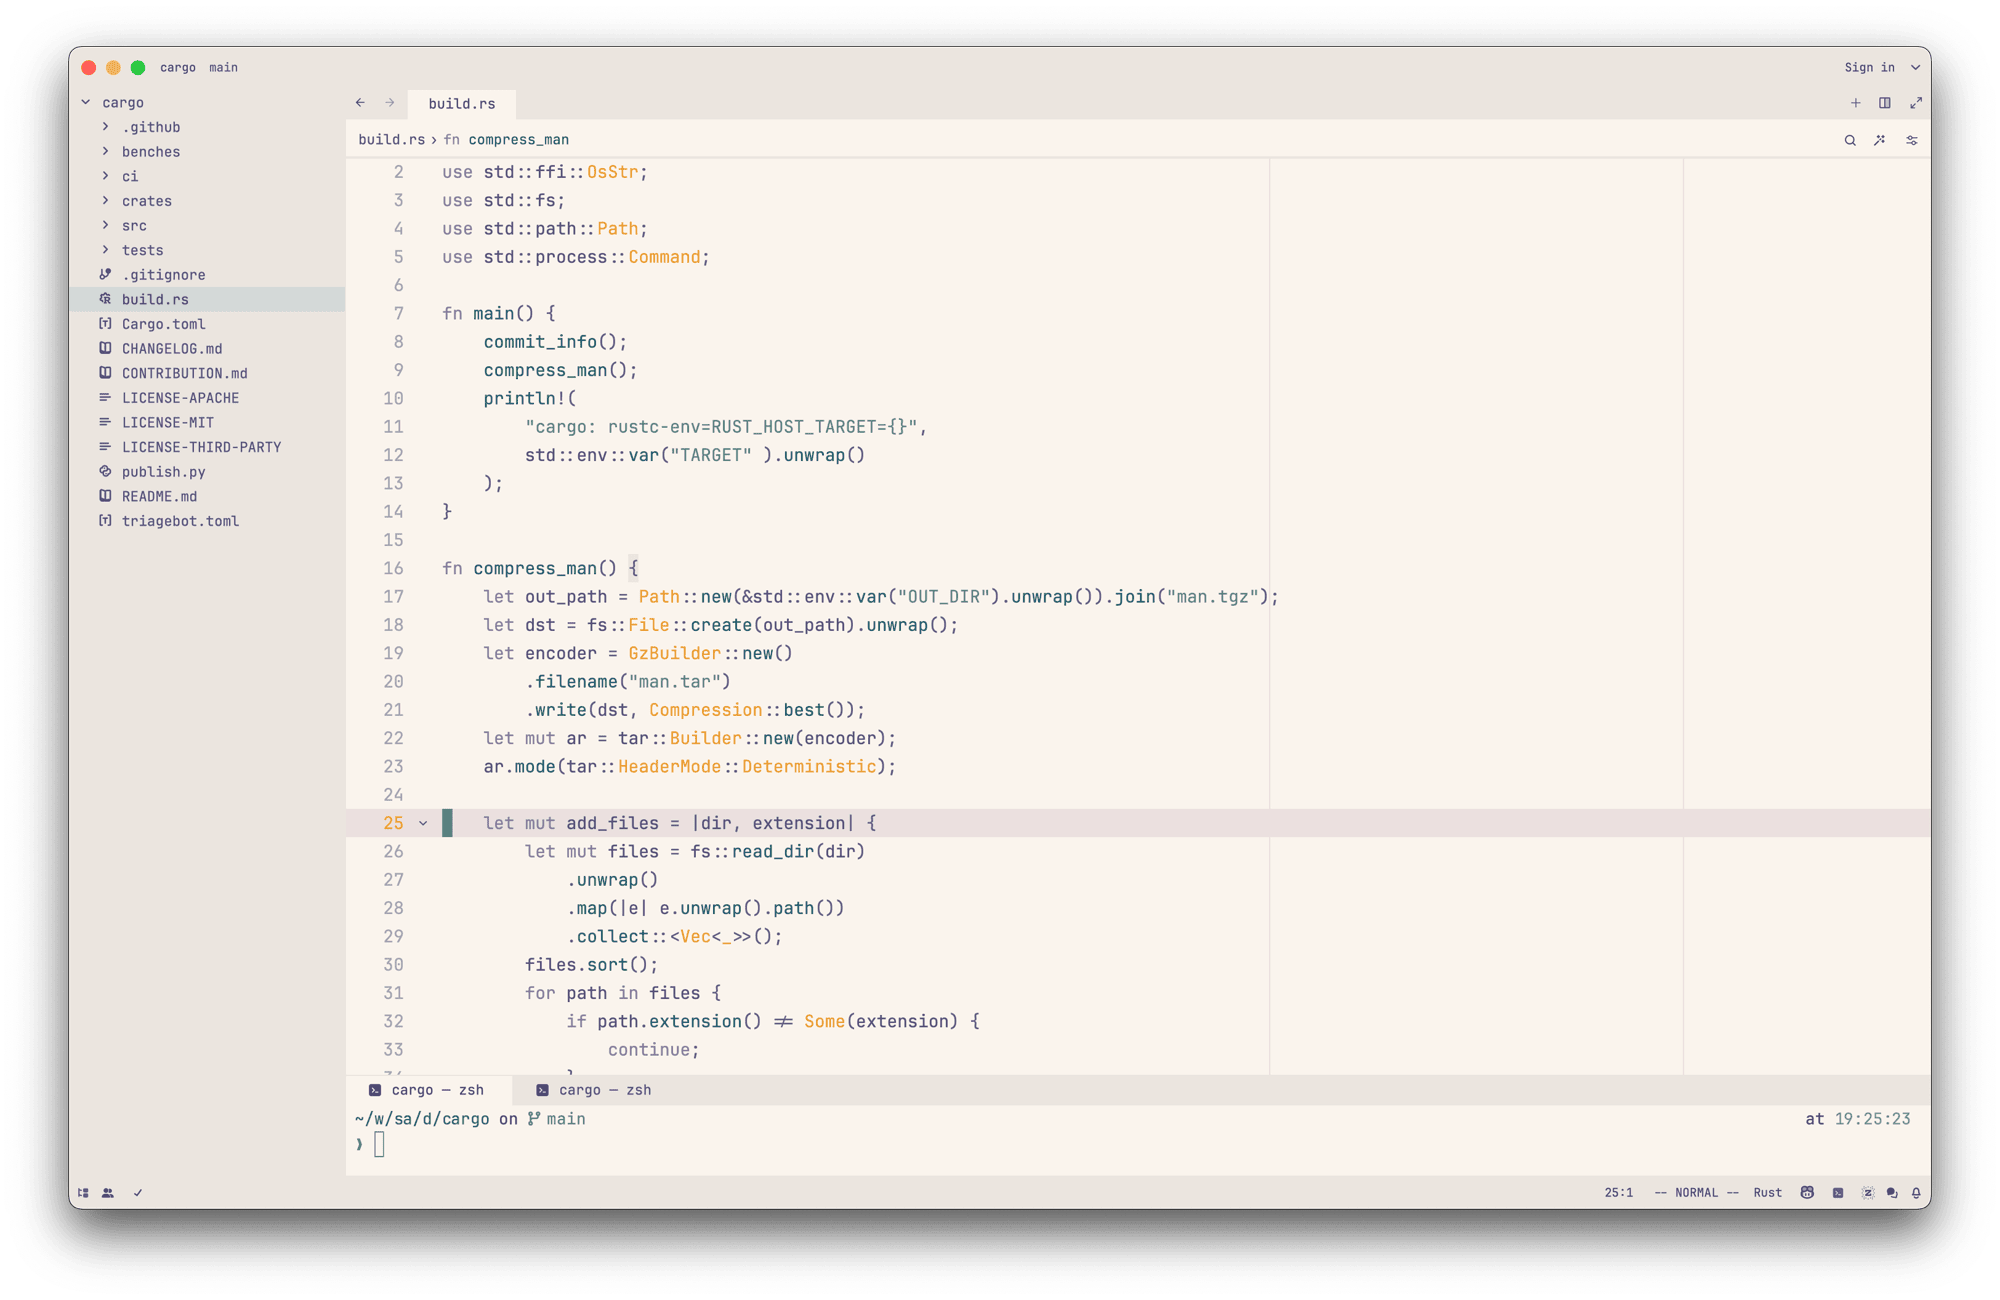 cargo main
Sign in
cargo
.github
benches
ci
crates
src
tests
.gitignore
build.rs
Cargo.toml
CHANGELOG.md
CONTRIBUTION.md
LICENSE-APACHE
LICENSE-MIT
LICENSE-THIRD-PARTY
publish.py
README.md
triagebot.toml
build.rs
build.rs › fn compress_man
2 use std::ffi::OsStr;
3 use std::fs;
4 use std::path::Path;
5 use std::process::Command;
6
7 fn main() {
8 commit_info();
9 compress_man();
10 println!(
11 "cargo: rustc-env=RUST_HOST_TARGET={}",
12 std::env::var("TARGET" ).unwrap()
13 );
14 }
15
16 fn compress_man() {
17 let out_path = Path::new(&std::env::var("OUT_DIR").unwrap()).join("man.tgz");
18 let dst = fs::File::create(out_path).unwrap();
19 let encoder = GzBuilder::new()
20 .filename("man.tar")
21 .write(dst, Compression::best());
22 let mut ar = tar::Builder::new(encoder);
23 ar.mode(tar::HeaderMode::Deterministic);
24
25 let mut add_files = |dir, extension| {
26 let mut files = fs::read_dir(dir)
27 .unwrap()
28 .map(|e| e.unwrap().path())
29 .collect::<Vec<_>>();
30 files.sort();
31 for path in files {
32 if path.extension() != Some(extension) {
33 continue;
cargo — zsh
cargo — zsh
~/w/sa/d/cargo on main
at 19:25:23
❯
25:1 -- NORMAL -- Rust